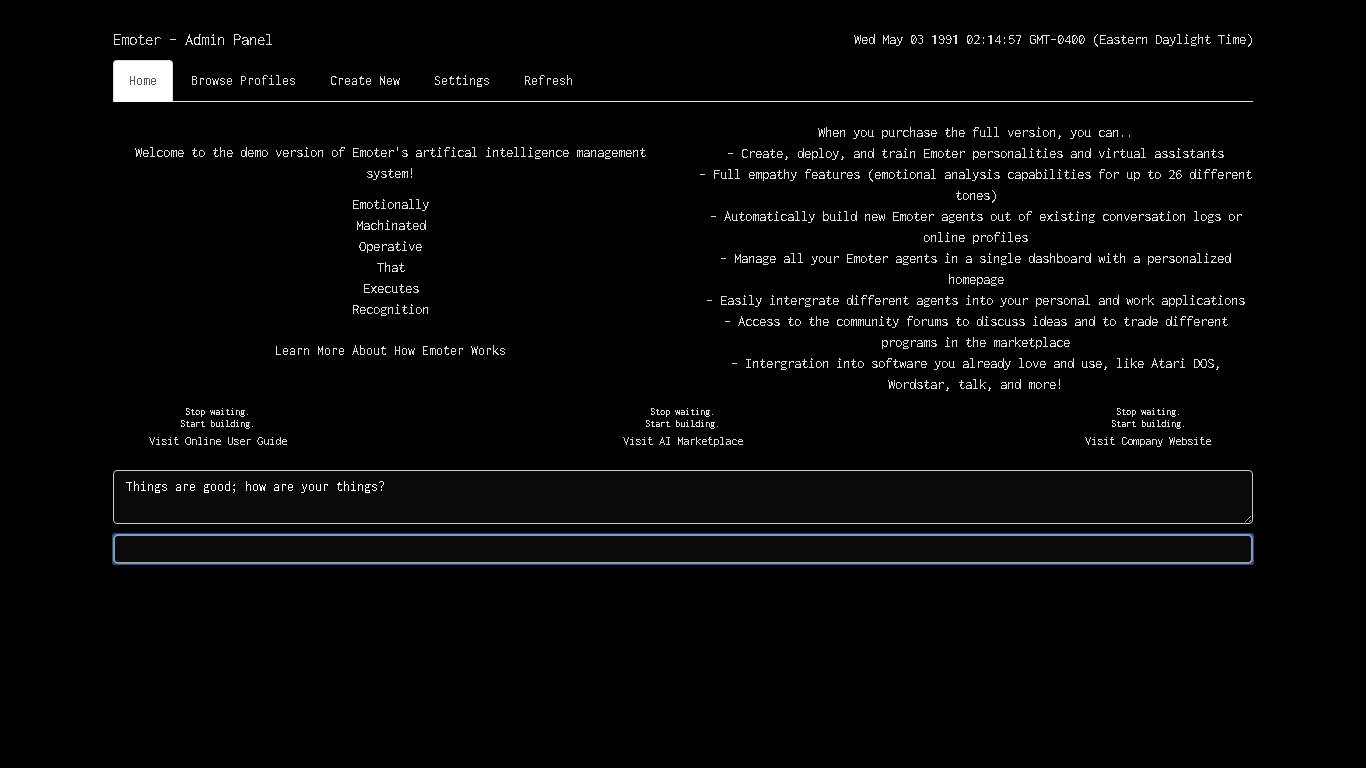 Emoter - Admin Panel
Wed May 03 1991 02:14:57 GMT-0400 (Eastern Daylight Time)
Home
Browse Profiles
Create New
Settings
Refresh
Welcome to the demo version of Emoter's artifical intelligence management
system!
Emotionally
Machinated
Operative
That
Executes
Recognition
Learn More About How Emoter Works
When you purchase the full version, you can..
- Create, deploy, and train Emoter personalities and virtual assistants
- Full empathy features (emotional analysis capabilities for up to 26 different
tones)
- Automatically build new Emoter agents out of existing conversation logs or
online profiles
- Manage all your Emoter agents in a single dashboard with a personalized
homepage
- Easily intergrate different agents into your personal and work applications
- Access to the community forums to discuss ideas and to trade different
programs in the marketplace
- Intergration into software you already love and use, like Atari DOS,
Wordstar, talk, and more!
Stop waiting.
Start building.
Visit Online User Guide
Stop waiting.
Start building.
Visit AI Marketplace
Stop waiting.
Start building.
Visit Company Website
Things are good; how are your things?